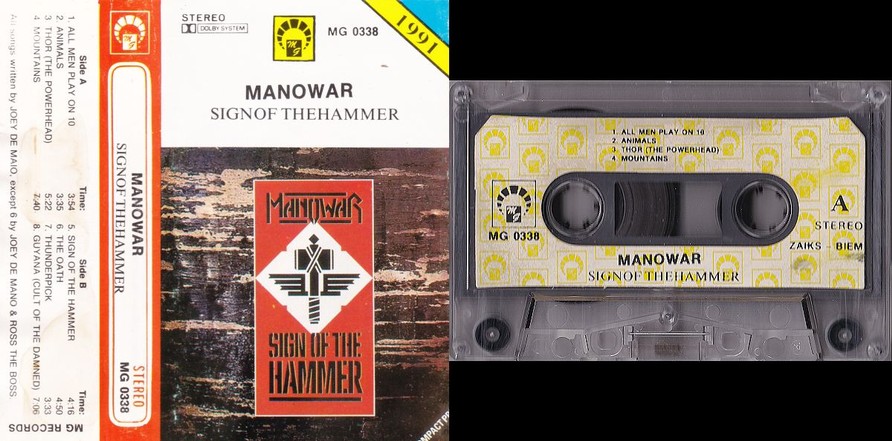 Side A
Time:
1. ALL MEN PLAY ON 10
3:54
2. ANIMALS
3:35
3 THOR (THE POWERHEAD)
5:22
4. MOUNTAINS
7:40
Side B
Time:
5. SIGN OF THE HAMMER
4:16
6. THE OATH
4:50
7. THUNDERPICK
3:33
8 GUYANA (CULT OF THE DAMNED)
7:06
All songs written by JOEY DE MAIO, except 6 by JOEY DE MANO & ROSS THE BOSS.
MG RECORDS
MG
MANOWAR
SIGNOF THEHAMMER
STEREO
MG 0338
STEREO
DOLBY SYSTEM
MG
MG 0338
1991
MANOWAR
SIGNOF THEHAMMER
MANOWAR
SIGN OF THE
HAMMER
1. ALL MEN PLAY ON 10
2. ANIMALS
3. THOR (THE POWERHEAD)
4. MOUNTAINS
MG
MG 0338
A
STEREO
ZAIKS BIEM
MANOWAR
SIGNOF THEHAMMER